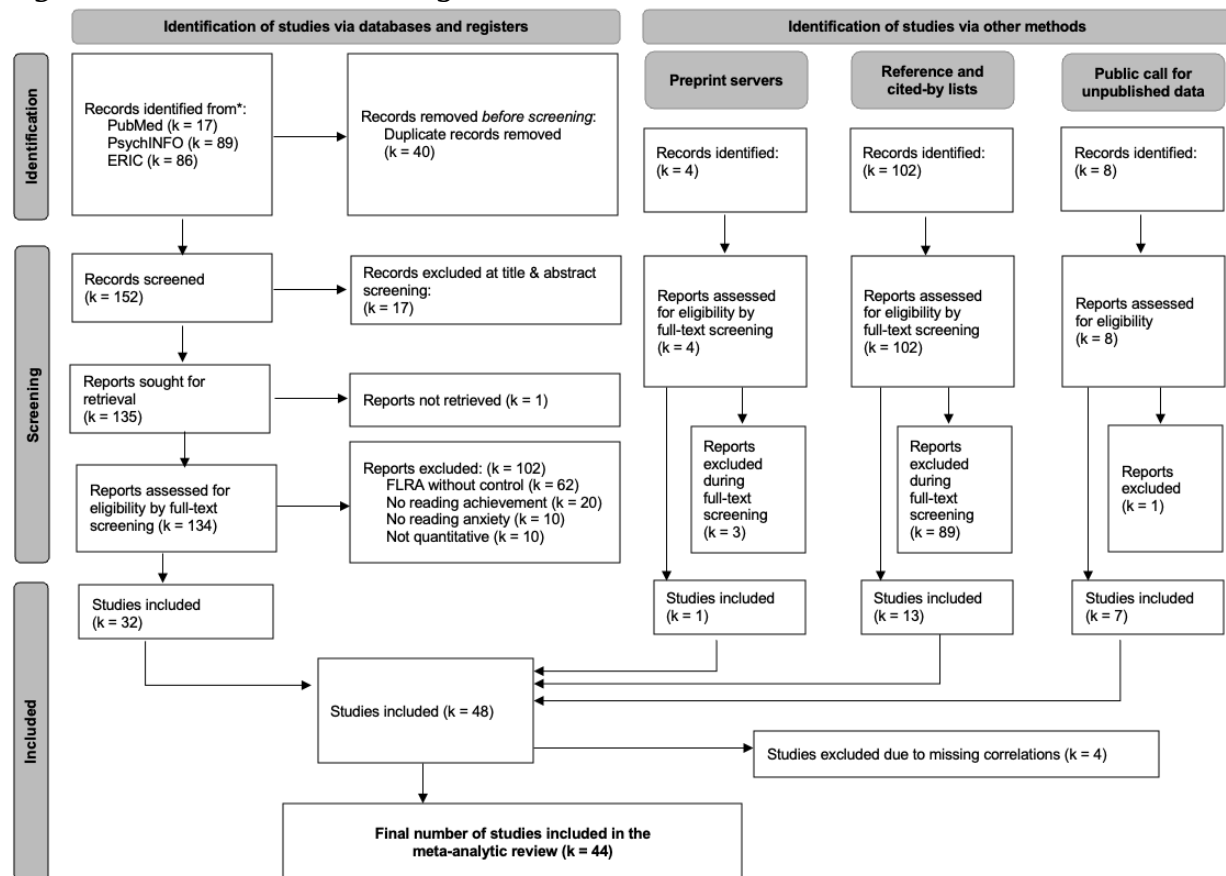 Identification of studies via databases and registers
Identification of studies via other methods
Identification
Records identified from*:
PubMed (k = 17)
PsychINFO (k = 89)
ERIC (k = 86)
Records removed before screening:
Duplicate records removed
(k = 40)
Preprint servers
Reference and
cited-by lists
Public call for
unpublished data
Records identified:
(k = 4)
Records identified:
(k = 102)
Records identified:
(k = 8)
Screening
Records screened
(k = 152)
Records excluded at title & abstract
screening:
(k = 17)
Reports sought for
retrieval
(k = 135)
Reports not retrieved (k = 1)
Reports assessed for
eligibility by full-text
screening (k = 134)
Reports excluded: (k = 102)
FLRA without control (k = 62)
No reading achievement (k = 20)
No reading anxiety (k = 10)
Not quantitative (k = 10)
Reports assessed
for eligibility by
full-text screening
(k = 4)
Reports assessed
for eligibility by
full-text screening
(k = 102)
Reports assessed
for eligibility
(k = 8)
Reports
excluded
during
full-text
screening
(k = 3)
Reports
excluded
during
full-text
screening
(k = 89)
Reports
excluded
(k = 1)
Included
Studies included
(k = 32)
Studies included
(k = 1)
Studies included
(k = 13)
Studies included
(k = 7)
Studies included (k = 48)
Studies excluded due to missing correlations (k = 4)
Final number of studies included in the
meta-analytic review (k = 44)